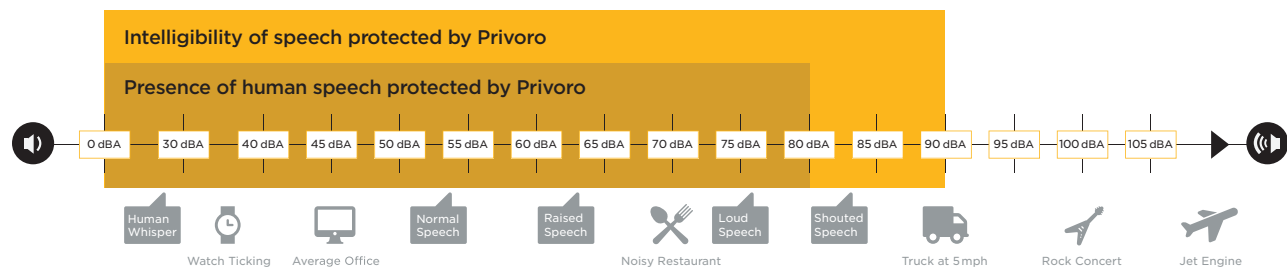 Intelligibility of speech protected by Privoro
Presence of human speech protected by Privoro
0 dBA 30 dBA 40 dBA 45 dBA 50 dBA 55 dBA 60 dBA 65 dBA 70 dBA 75 dBA 80 dBA 85 dBA 90 dBA 95 dBA 100 dBA 105 dBA
Human
Whisper
Watch Ticking
Average Office
Normal
Speech
Raised
Speech
Noisy Restaurant
Loud
Speech
Shouted
Speech
Truck at 5mph
Rock Concert
Jet Engine